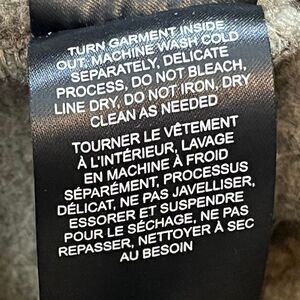 TURN GARMENT INSIDE
OUT, MACHINE WASH COLD
SEPARATELY, DELICATE
PROCESS, DO NOT BLEACH,
LINE DRY, DO NOT IRON, DRY
CLEAN AS NEEDED
TOURNER LE VÊTEMENT
À L'INTÉRIEUR, LAVAGE
EN MACHINE À FROID
SÉPARÉMENT, PROCESSUS
DÉLICAT, NE PAS JAVELLISER,
ESSORER ET SUSPENDRE
POUR LE SÉCHAGE, NE PAS
REPASSER, NETTOYER À SEC
AU BESOIN